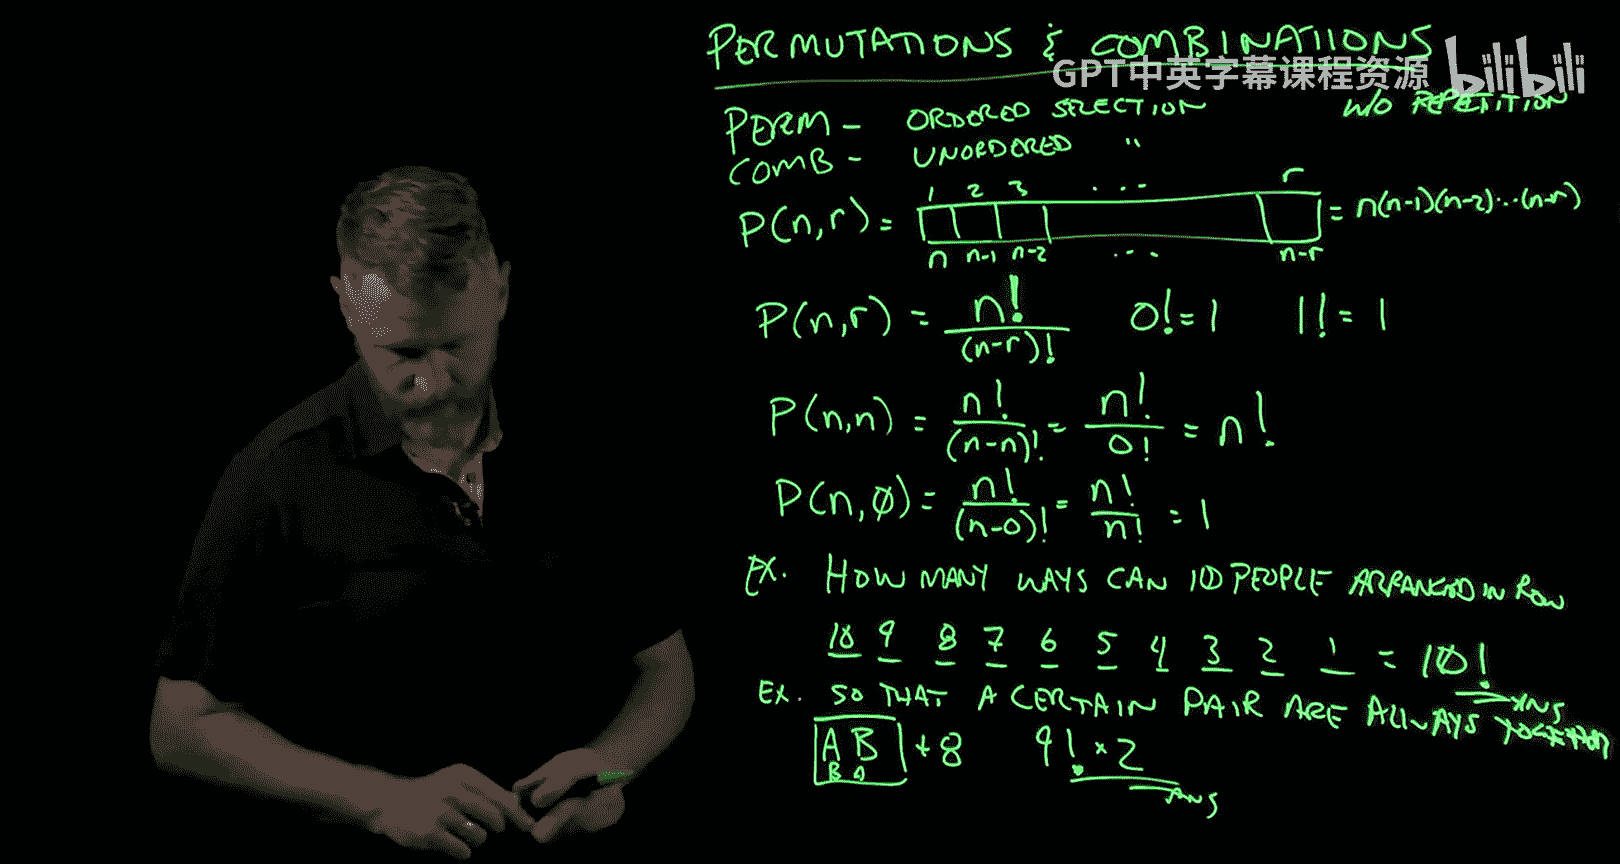 PERMUTATIONS & COMBINATIONS
GPT中英字幕课程资源 bilibili
PERM - ORDERED SELECTION W/O REPETITION
COMB - UNORDERED "
1 2 3 ... r
P(n,r) = = n(n-1)(n-2)...(n-r)
n n-1 n-2 ... n-r
P(n,r) = n!/(n-r)! 0! = 1 1! = 1
P(n,n) = n!/(n-n)! = n!/0! = n!
P(n,∅) = n!/(n-0)! = n!/n! = 1
EX. HOW MANY WAYS CAN 10 PEOPLE ARRANGED IN ROW
10 9 8 7 6 5 4 3 2 1 = 10!
ANS
EX. SO THAT A CERTAIN PAIR ARE ALWAYS TOGETHER
AB + 8 9! × 2
BA
ANS